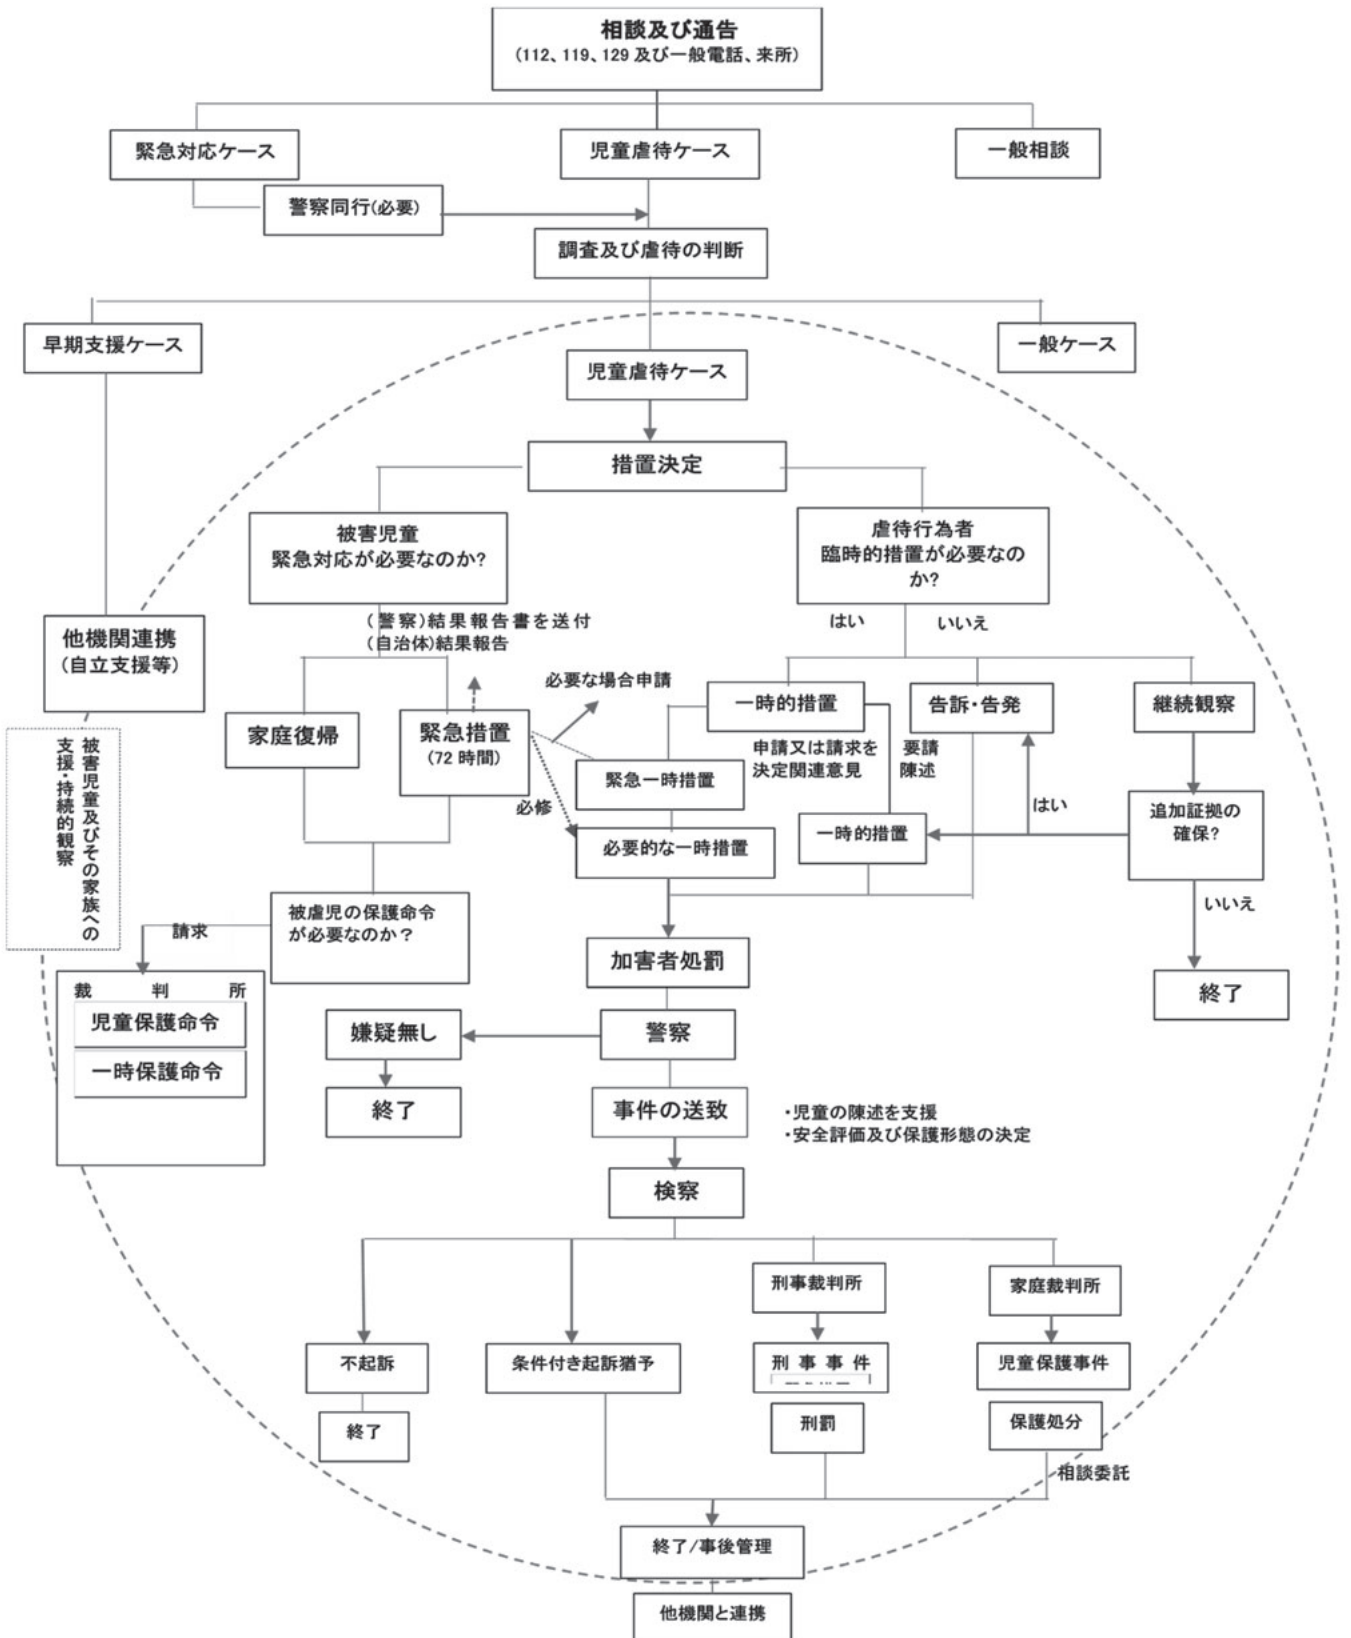 相談及び通告
(112、119、129 及び一般電話、来所)
緊急対応ケース
児童虐待ケース
一般相談
警察同行(必要)
調査及び虐待の判断
早期支援ケース
一般ケース
児童虐待ケース
措置決定
被害児童
緊急対応が必要なのか?
虐待行為者
臨時的措置が必要なの
か?
(警察)結果報告書を送付
(自治体)結果報告
はい
いいえ
他機関連携
(自立支援等)
必要な場合申請
家庭復帰
緊急措置
(72 時間)
一時的措置
告訴・告発
継続観察
被害児童及びその家族への
支援・持続的観察
申請又は請求を
決定関連意見
要請
陳述
緊急一時措置
必修
はい
追加証拠の
確保?
一時的措置
必要的な一時措置
いいえ
被虐児の保護命令
が必要なのか?
請求
加害者処罰
終了
裁 判 所
児童保護命令
一時保護命令
嫌疑無し
警察
終了
事件の送致
・児童の陳述を支援
・安全評価及び保護形態の決定
検察
刑事裁判所
家庭裁判所
不起訴
条件付き起訴猶予
刑 事 事 件
児童保護事件
終了
刑罰
保護処分
相談委託
終了/事後管理
他機関と連携